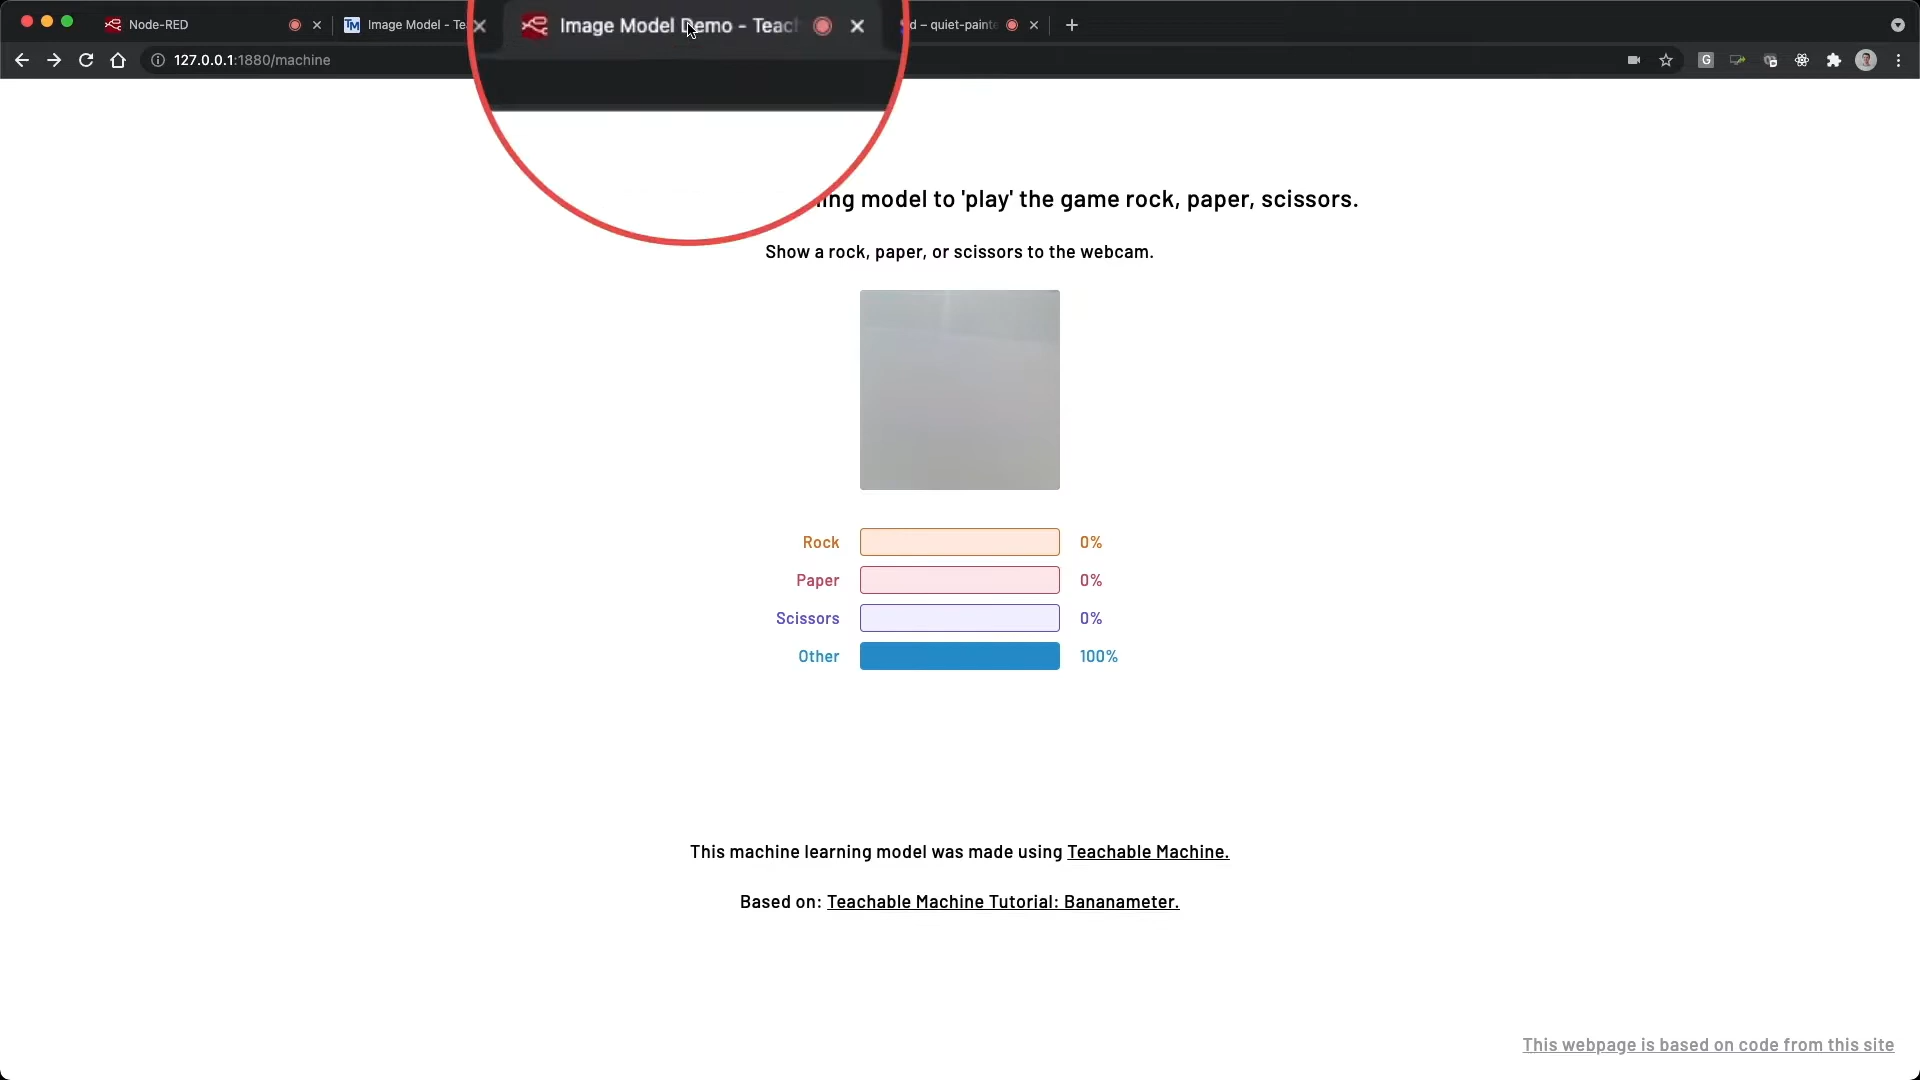 Node-RED
Image Model - Te
Image Model Demo - Teach
d – quiet-painte
127.0.0.1:1880/machine
model to 'play' the game rock, paper, scissors.
Show a rock, paper, or scissors to the webcam.
Rock 0%
Paper 0%
Scissors 0%
Other 100%
This machine learning model was made using Teachable Machine.
Based on: Teachable Machine Tutorial: Bananameter.
This webpage is based on code from this site